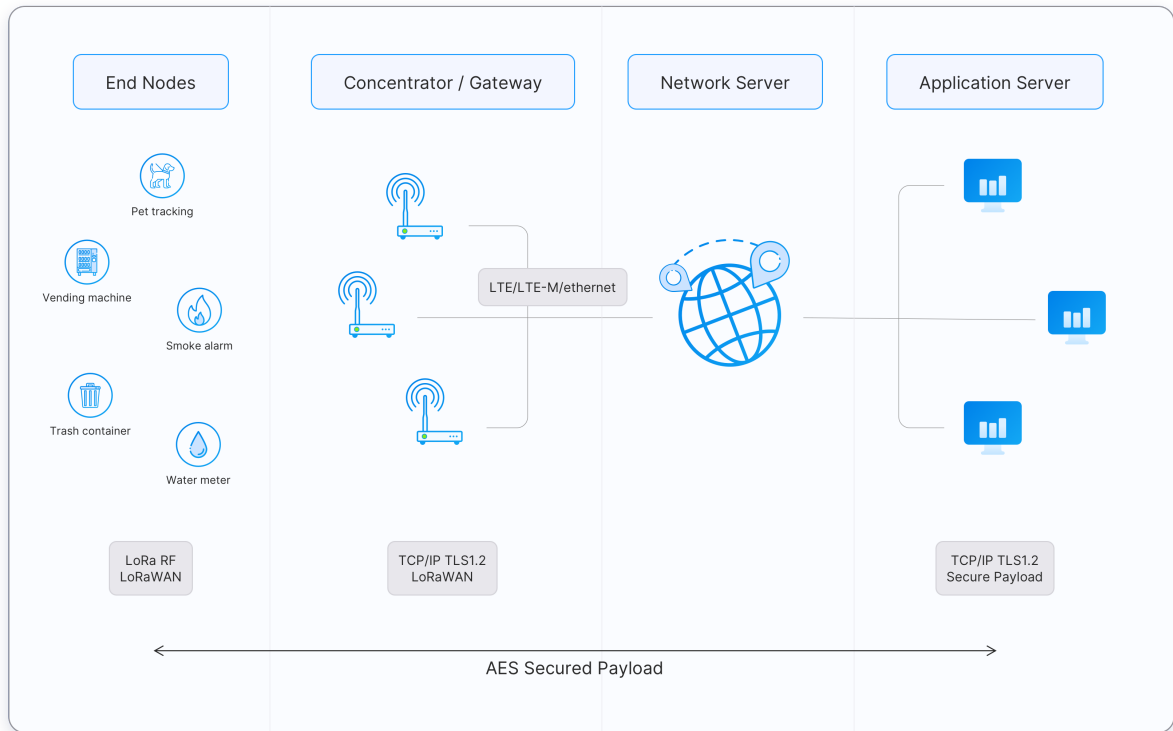 End Nodes
Concentrator / Gateway
Network Server
Application Server
Pet tracking
Vending machine
Smoke alarm
Trash container
Water meter
LTE/LTE-M/ethernet
LoRa RF
LoRaWAN
TCP/IP TLS1.2
LoRaWAN
TCP/IP TLS1.2
Secure Payload
AES Secured Payload